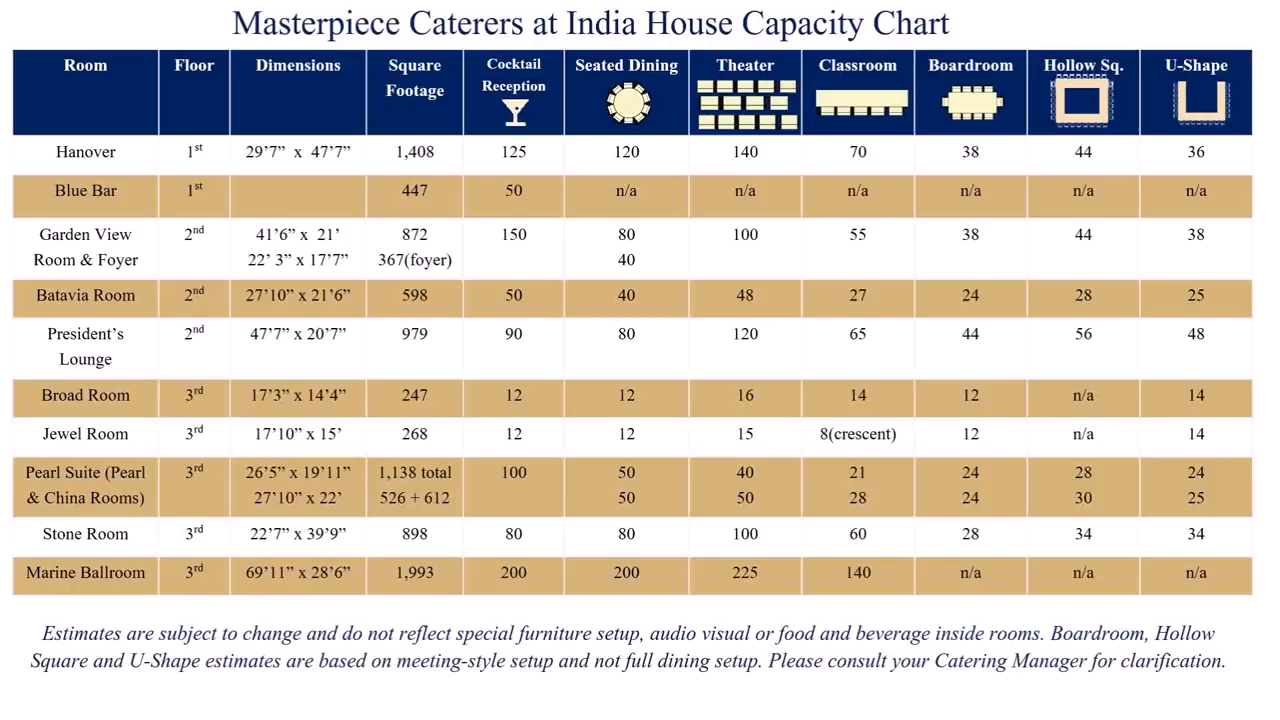 Masterpiece Caterers at India House Capacity Chart
Room Floor Dimensions Square Footage Cocktail Reception Seated Dining Theater Classroom Boardroom Hollow Sq. U-Shape
Hanover 1st 29’7” x 47’7” 1,408 125 120 140 70 38 44 36
Blue Bar 1st 447 50 n/a n/a n/a n/a n/a n/a
Garden View 2nd 41’6” x 21’ 872 150 80 100 55 38 44 38
Room & Foyer 22’ 3” x 17’7” 367(foyer) 40
Batavia Room 2nd 27’10” x 21’6” 598 50 40 48 27 24 28 25
President’s 2nd 47’7” x 20’7” 979 90 80 120 65 44 56 48
Lounge
Broad Room 3rd 17’3” x 14’4” 247 12 12 16 14 12 n/a 14
Jewel Room 3rd 17’10” x 15’ 268 12 12 15 8(crescent) 12 n/a 14
Pearl Suite (Pearl 3rd 26’5” x 19’11” 1,138 total 100 50 40 21 24 28 24
& China Rooms) 27’10” x 22’ 526 + 612 50 50 28 24 30 25
Stone Room 3rd 22’7” x 39’9” 898 80 80 100 60 28 34 34
Marine Ballroom 3rd 69’11” x 28’6” 1,993 200 200 225 140 n/a n/a n/a
Estimates are subject to change and do not reflect special furniture setup, audio visual or food and beverage inside rooms. Boardroom, Hollow
Square and U-Shape estimates are based on meeting-style setup and not full dining setup. Please consult your Catering Manager for clarification.